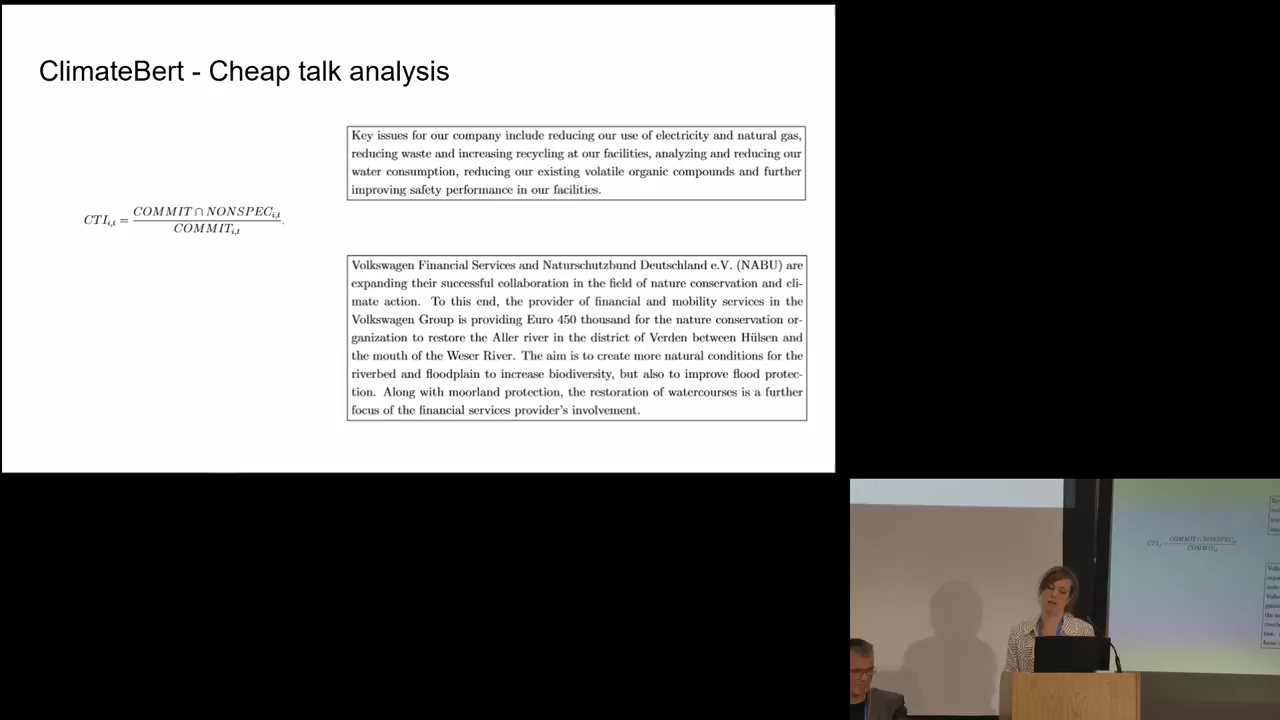 ClimateBert - Cheap talk analysis
Key issues for our company include reducing our use of electricity and natural gas,
reducing waste and increasing recycling at our facilities, analyzing and reducing our
water consumption, reducing our existing volatile organic compounds and further
improving safety performance in our facilities.
CTI_{i,t} = \frac{COMMIT ∩ NONSPEC_{i,t}}{COMMIT_{i,t}}.
Volkswagen Financial Services and Naturschutzbund Deutschland e.V. (NABU) are
expanding their successful collaboration in the field of nature conservation and cli-
mate action. To this end, the provider of financial and mobility services in the
Volkswagen Group is providing Euro 450 thousand for the nature conservation or-
ganization to restore the Aller river in the district of Verden between Hülsen and
the mouth of the Weser River. The aim is to create more natural conditions for the
riverbed and floodplain to increase biodiversity, but also to improve flood protec-
tion. Along with moorland protection, the restoration of watercourses is a further
focus of the financial services provider's involvement.